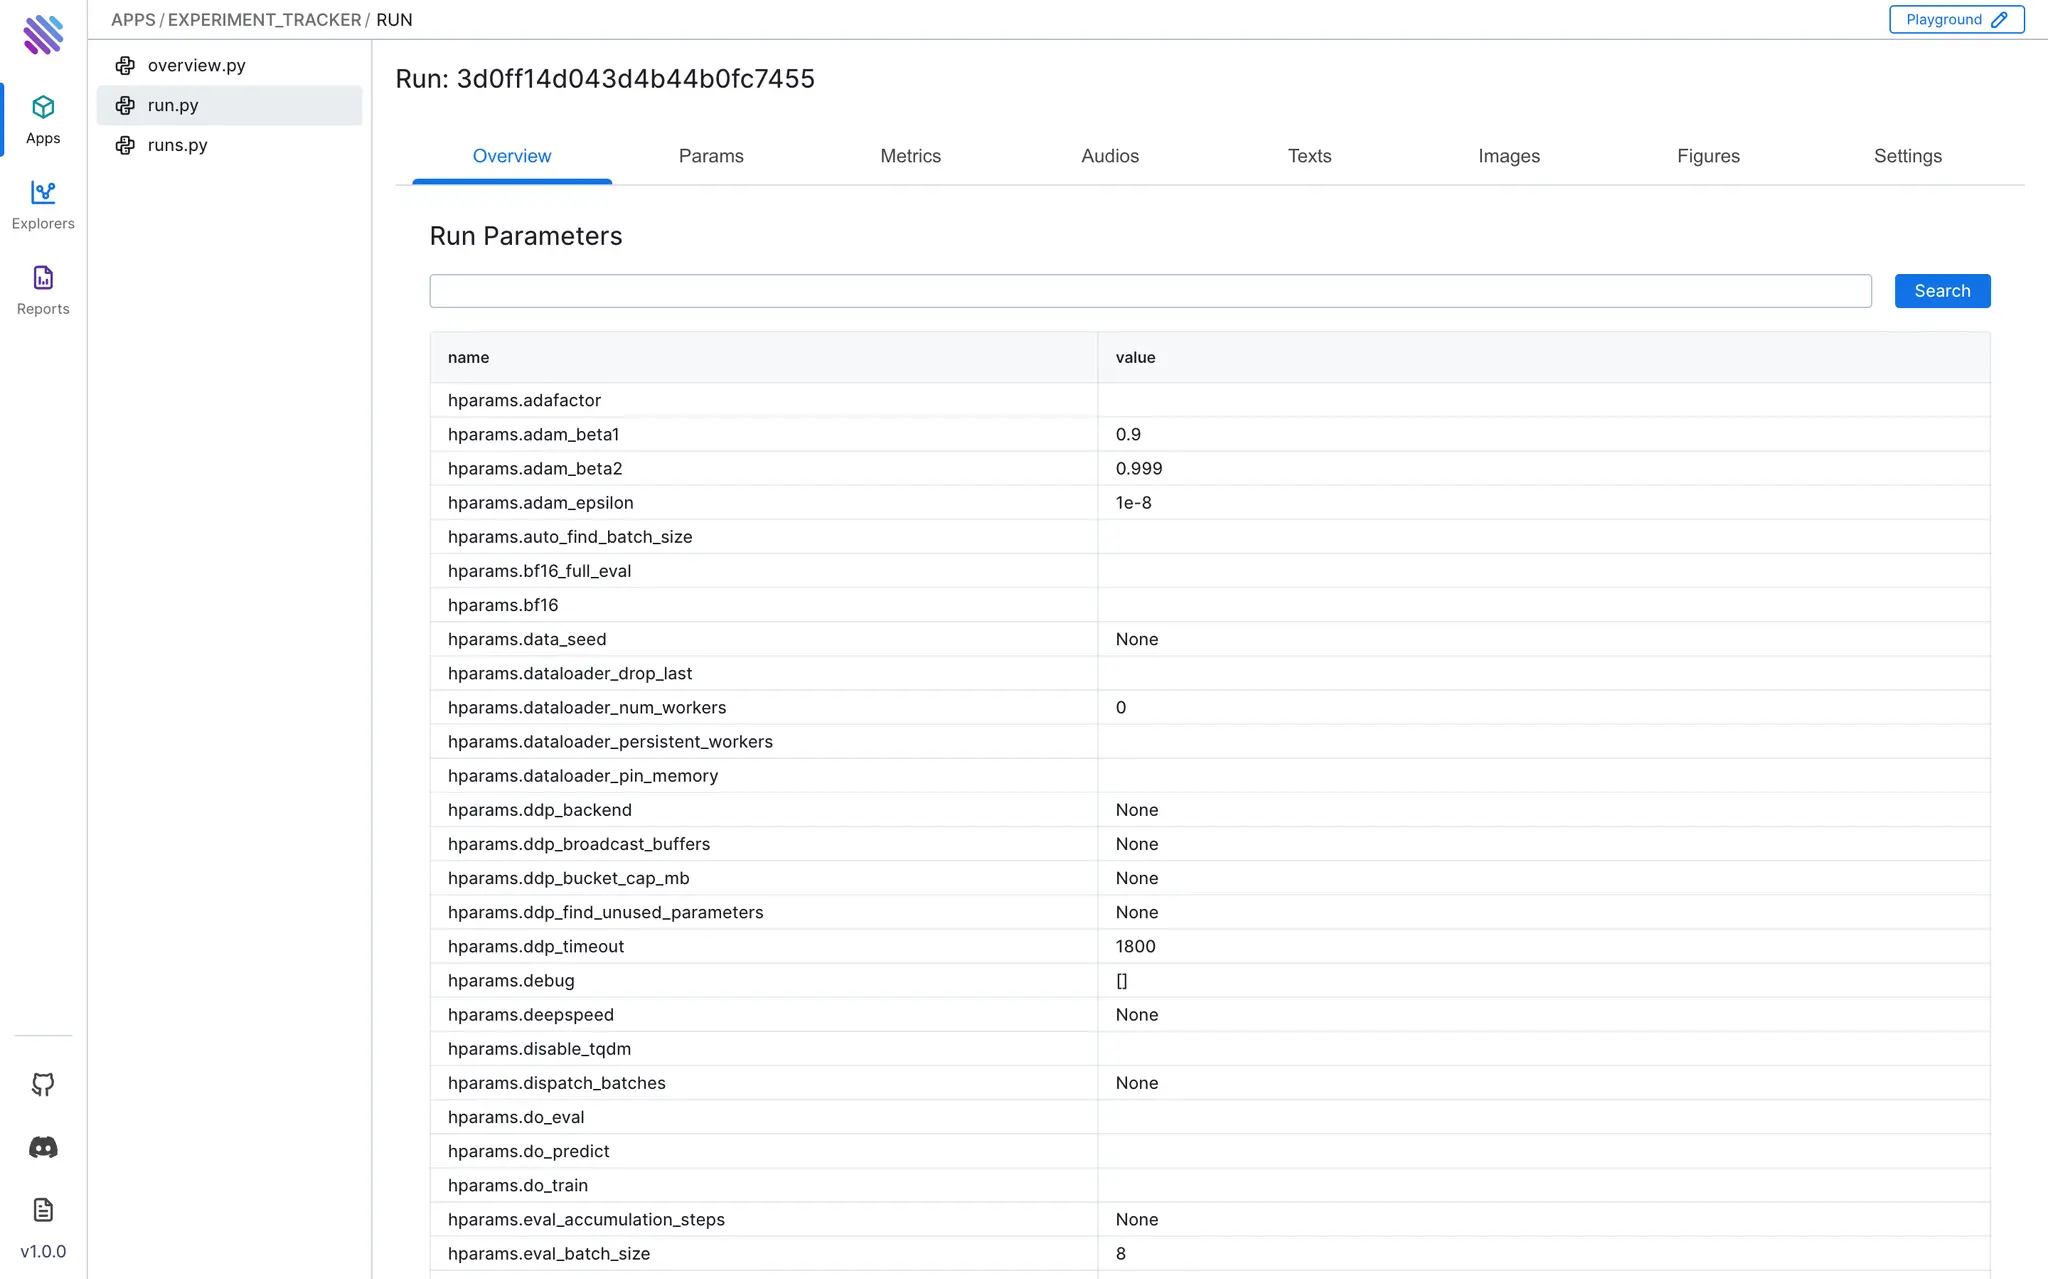 APPS / EXPERIMENT_TRACKER / RUN
Playground
Apps
Explorers
Reports
v1.0.0
overview.py
run.py
runs.py
Run: 3d0ff14d043d4b44b0fc7455
Overview Params Metrics Audios Texts Images Figures Settings
Run Parameters
Search
name value
hparams.adafactor
hparams.adam_beta1 0.9
hparams.adam_beta2 0.999
hparams.adam_epsilon 1e-8
hparams.auto_find_batch_size
hparams.bf16_full_eval
hparams.bf16
hparams.data_seed None
hparams.dataloader_drop_last
hparams.dataloader_num_workers 0
hparams.dataloader_persistent_workers
hparams.dataloader_pin_memory
hparams.ddp_backend None
hparams.ddp_broadcast_buffers None
hparams.ddp_bucket_cap_mb None
hparams.ddp_find_unused_parameters None
hparams.ddp_timeout 1800
hparams.debug []
hparams.deepspeed None
hparams.disable_tqdm
hparams.dispatch_batches None
hparams.do_eval
hparams.do_predict
hparams.do_train
hparams.eval_accumulation_steps None
hparams.eval_batch_size 8